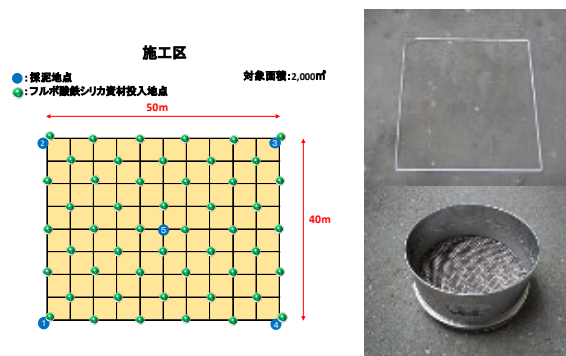 施工区
●:採泥地点
対象面積:2,000㎡
●:フルボ酸鉄シリカ資材投入地点
50m
2
3
40m
5
1
4